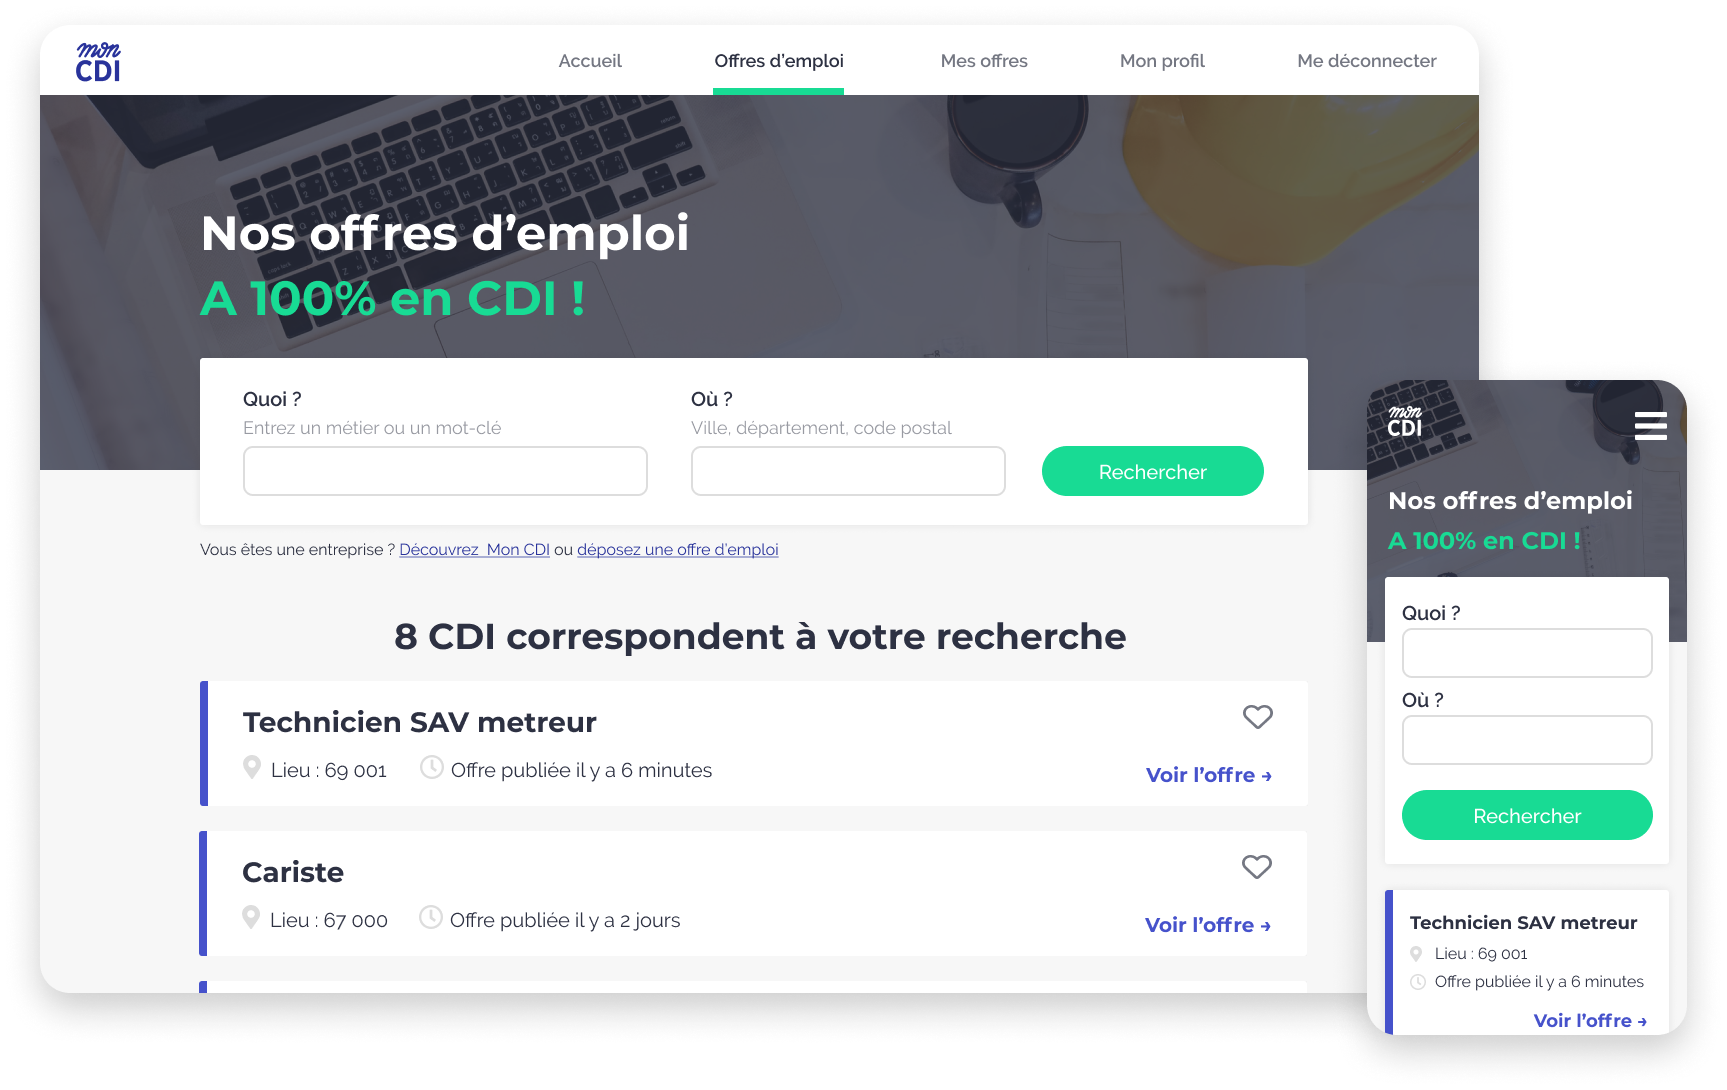 mon
CDI
Accueil
Offres d’emploi
Mes offres
Mon profil
Me déconnecter
Nos offres d’emploi
A 100% en CDI !
Quoi ?
Entrez un métier ou un mot-clé
Où ?
Ville, département, code postal
Rechercher
Vous êtes une entreprise ? Découvrez  Mon CDI ou déposez une offre d’emploi
8 CDI correspondent à votre recherche
Technicien SAV metreur
Lieu : 69 001
Offre publiée il y a 6 minutes
Voir l’offre →
Cariste
Lieu : 67 000
Offre publiée il y a 2 jours
Voir l’offre →
mon
CDI
Nos offres d’emploi
A 100% en CDI !
Quoi ?
Où ?
Rechercher
Technicien SAV metreur
Lieu : 69 001
Offre publiée il y a 6 minutes
Voir l’offre →